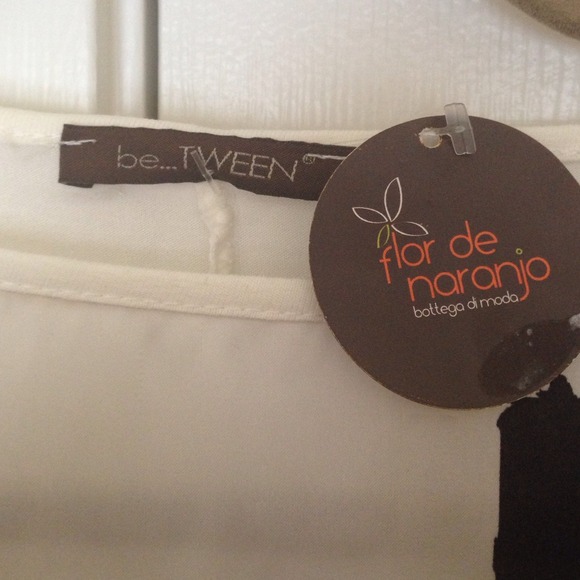 be...TWEEN®
flor de
naranjo
bottega di moda